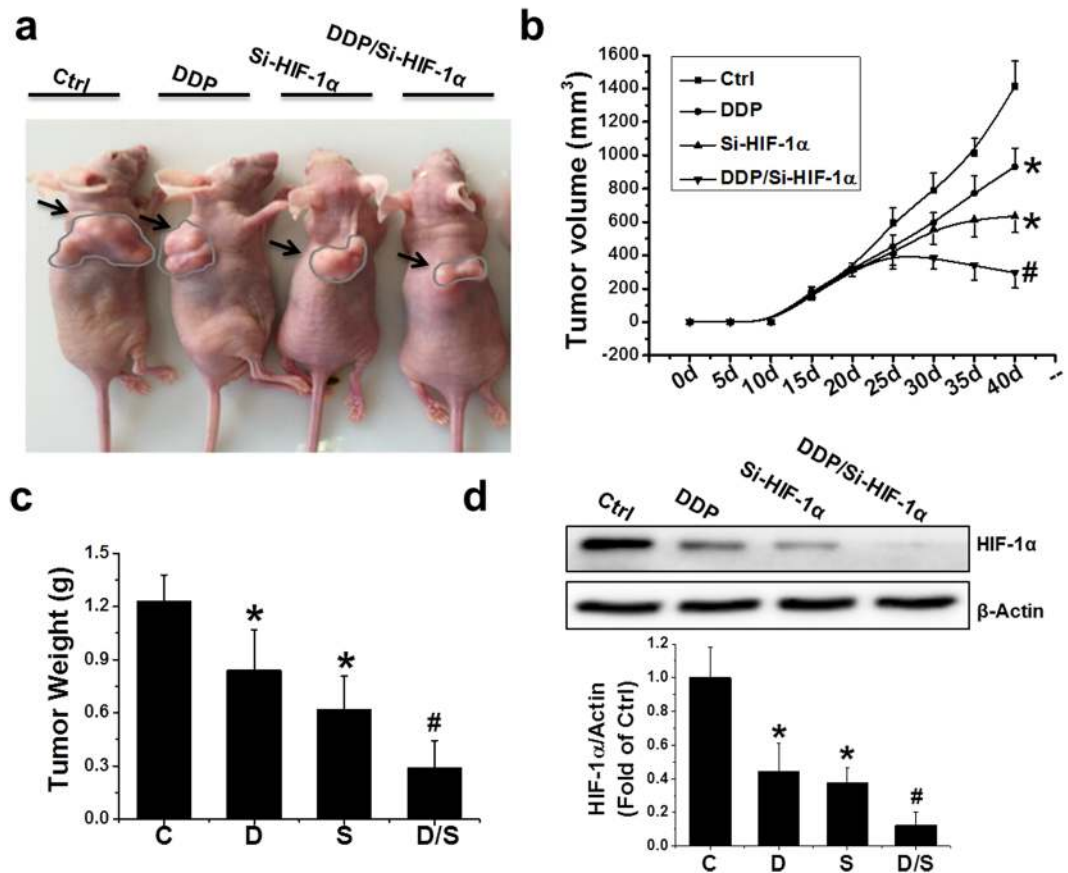 a
Ctrl
DDP
Si-HIF-1α
DDP/Si-HIF-1α
b
Tumor volume (mm³)
1600
1400
1200
1000
800
600
400
200
0
-200
Ctrl
DDP
Si-HIF-1α
DDP/Si-HIF-1α
*
*
#
0d 5d 10d 15d 20d 25d 30d 35d 40d --
c
Tumor Weight (g)
1.5
1.2
0.9
0.6
0.3
0.0
*
*
#
C D S D/S
d
Ctrl
DDP
Si-HIF-1α
DDP/Si-HIF-1α
HIF-1α
β-Actin
HIF-1α/Actin
(Fold of Ctrl)
1.2
1.0
0.8
0.6
0.4
0.2
0.0
*
*
#
C D S D/S